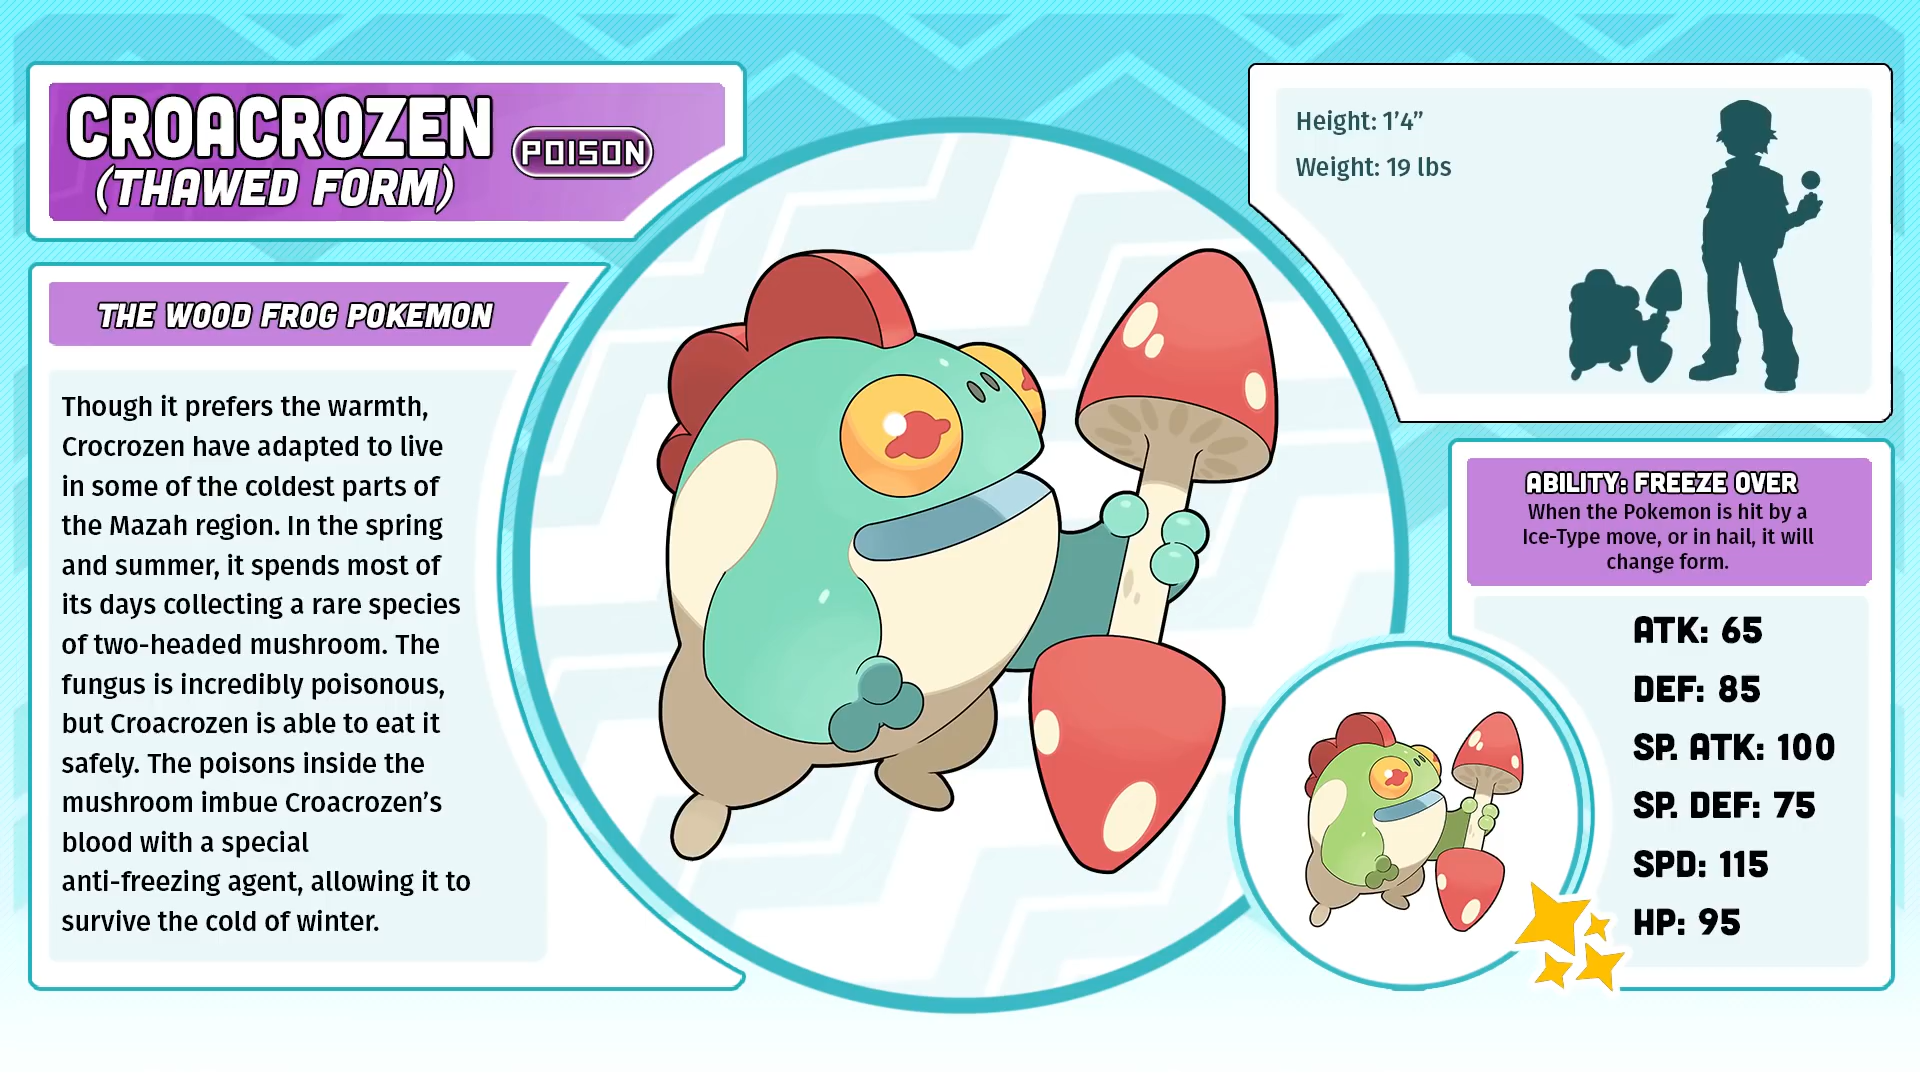 CROACROZEN
(THAWED FORM)
POISON
THE WOOD FROG POKEMON
Though it prefers the warmth,
Crocrozen have adapted to live
in some of the coldest parts of
the Mazah region. In the spring
and summer, it spends most of
its days collecting a rare species
of two-headed mushroom. The
fungus is incredibly poisonous,
but Croacrozen is able to eat it
safely. The poisons inside the
mushroom imbue Croacrozen’s
blood with a special
anti-freezing agent, allowing it to
survive the cold of winter.
Height: 1’4”
Weight: 19 lbs
ABILITY: FREEZE OVER
When the Pokemon is hit by a
Ice-Type move, or in hail, it will
change form.
ATK: 65
DEF: 85
SP. ATK: 100
SP. DEF: 75
SPD: 115
HP: 95